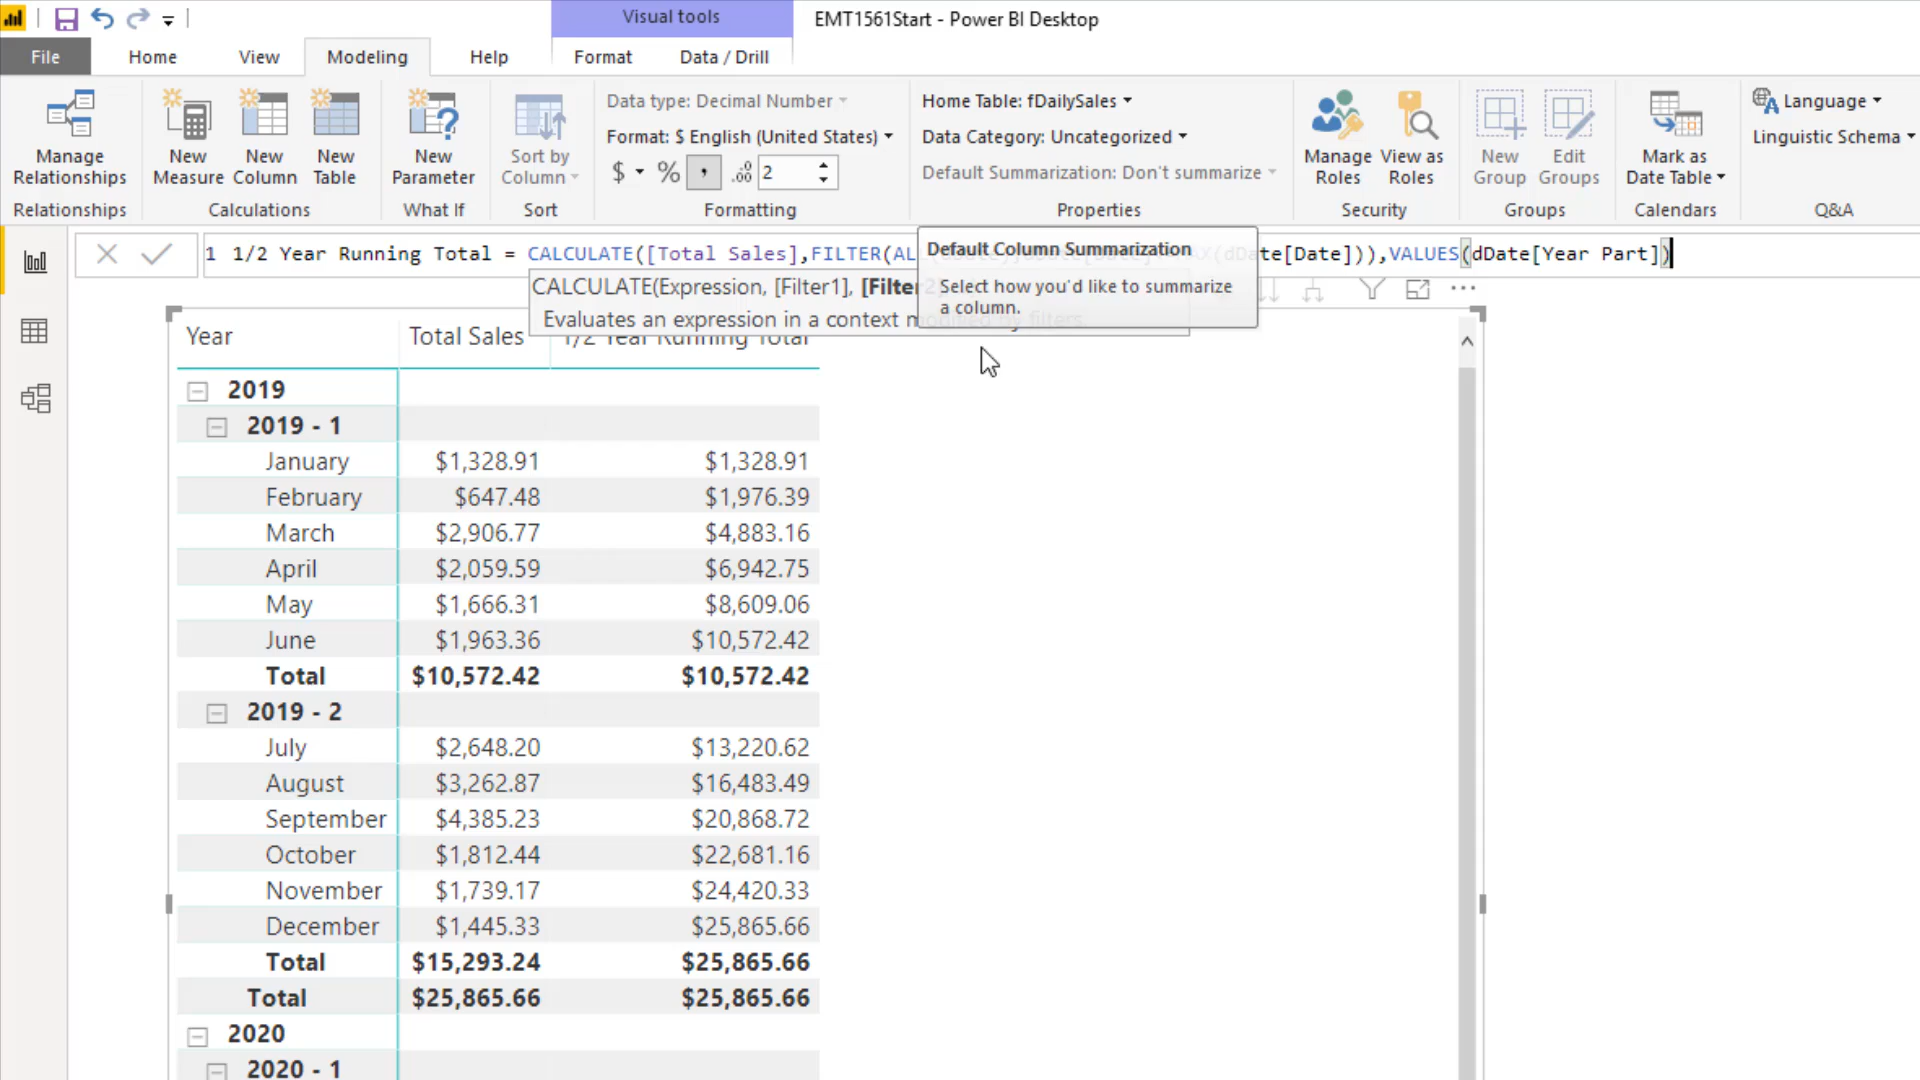 Visual tools
EMT1561Start - Power BI Desktop
File
Home
View
Modeling
Help
Format
Data / Drill
Manage
Relationships
Relationships
New
Measure
New
Column
New
Table
Calculations
New
Parameter
What If
Sort by
Column
Sort
Data type: Decimal Number
Format: $ English (United States)
$ % , .00 2
Formatting
Home Table: fDailySales
Data Category: Uncategorized
Default Summarization: Don't summarize
Properties
Manage
Roles
View as
Roles
Security
New
Group
Edit
Groups
Groups
Mark as
Date Table
Calendars
Language
Linguistic Schema
Q&A
1 1/2 Year Running Total = CALCULATE([Total Sales],FILTER(AL (dDate[Date])),VALUES(dDate[Year Part])
Default Column Summarization
Select how you'd like to summarize
a column.
CALCULATE(Expression, [Filter1], [Filter2],
Evaluates an expression in a context modified by filters.
Year Total Sales 1/2 Year Running Total
2019
2019 - 1
January $1,328.91 $1,328.91
February $647.48 $1,976.39
March $2,906.77 $4,883.16
April $2,059.59 $6,942.75
May $1,666.31 $8,609.06
June $1,963.36 $10,572.42
Total $10,572.42 $10,572.42
2019 - 2
July $2,648.20 $13,220.62
August $3,262.87 $16,483.49
September $4,385.23 $20,868.72
October $1,812.44 $22,681.16
November $1,739.17 $24,420.33
December $1,445.33 $25,865.66
Total $15,293.24 $25,865.66
Total $25,865.66 $25,865.66
2020
2020 - 1